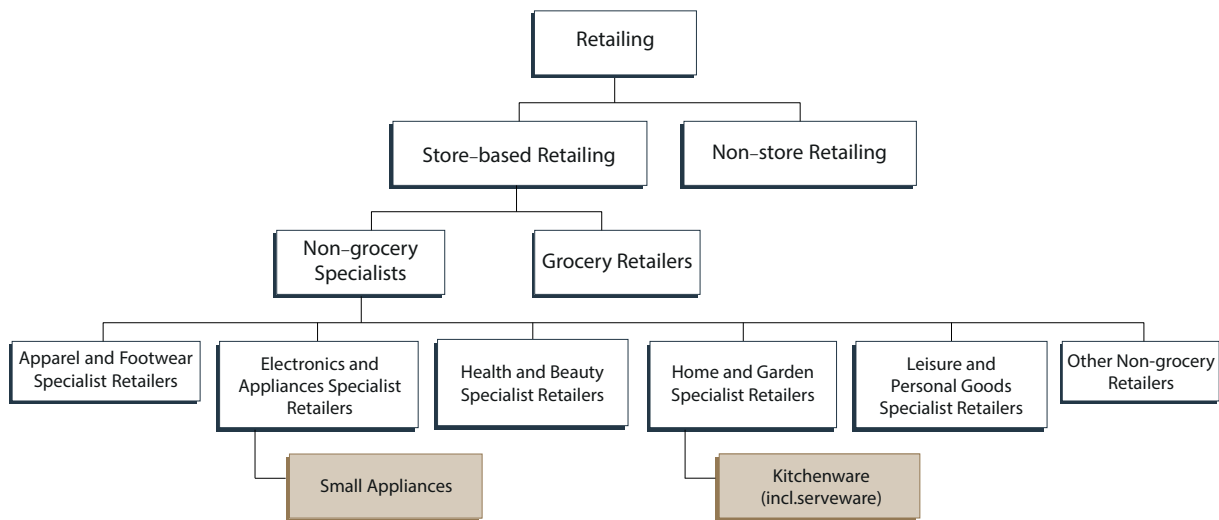 Retailing
Store-based Retailing
Non-store Retailing
Non-grocery
Specialists
Grocery Retailers
Apparel and Footwear
Specialist Retailers
Electronics and
Appliances Specialist
Retailers
Health and Beauty
Specialist Retailers
Home and Garden
Specialist Retailers
Leisure and
Personal Goods
Specialist Retailers
Other Non-grocery
Retailers
Small Appliances
Kitchenware
(incl.serveware)